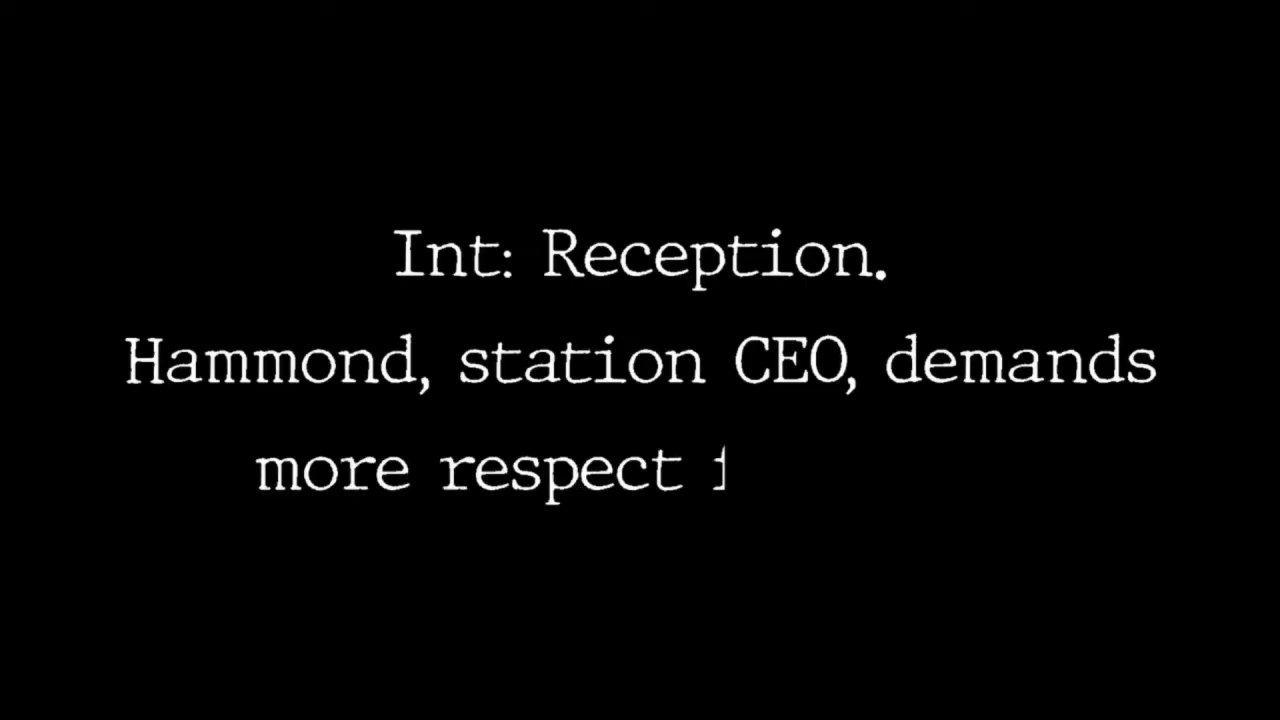 Int: Reception.
Hammond, station CEO, demands
more respect